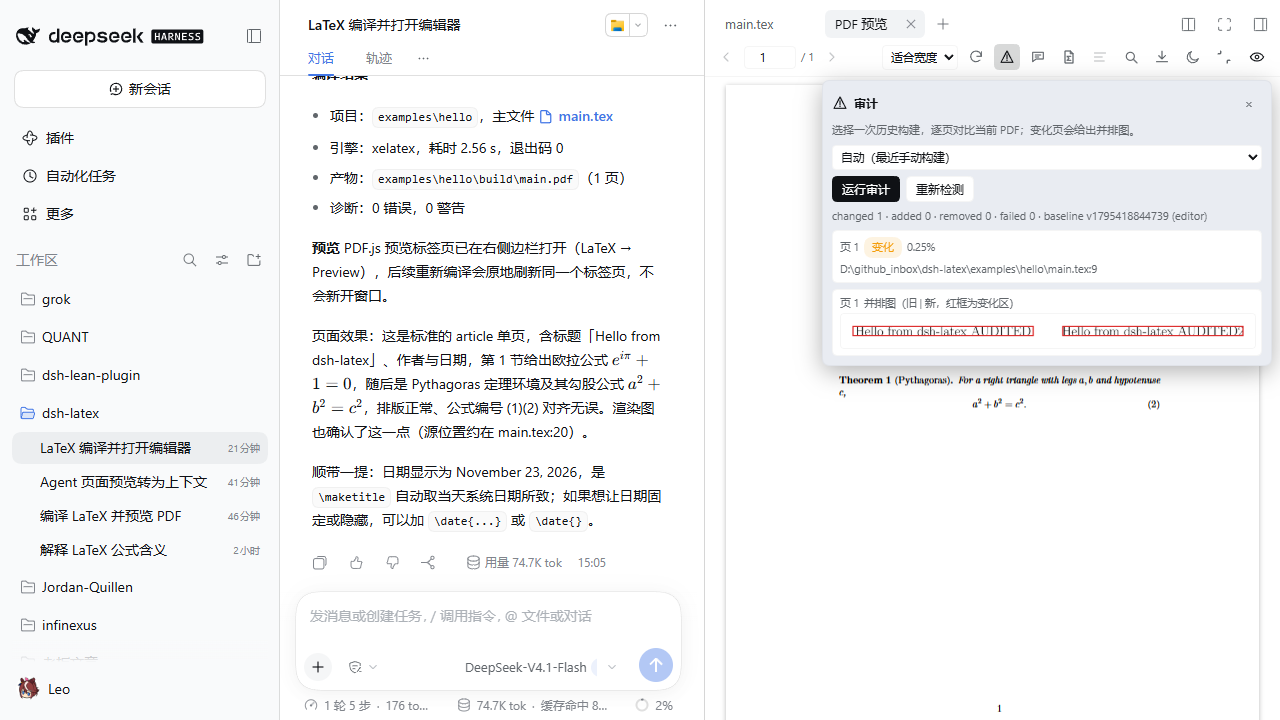 deepseek HARNESS
新会话
插件
自动化任务
更多
工作区
grok
QUANT
dsh-lean-plugin
dsh-latex
LaTeX 编译并打开编辑器 21分钟
Agent 页面预览转为上下文 41分钟
编译 LaTeX 并预览 PDF 46分钟
解释 LaTeX 公式含义 2小时
Jordan-Quillen
infinexus
Leo
LaTeX 编译并打开编辑器
对话 轨迹
项目：examples\hello，主文件 main.tex
引擎：xelatex，耗时 2.56 s，退出码 0
产物：examples\hello\build\main.pdf（1 页）
诊断：0 错误，0 警告
预览 PDF.js 预览标签页已在右侧边栏打开（LaTeX →
Preview），后续重新编译会原地刷新同一个标签页，不
会新开窗口。
页面效果：这是标准的 article 单页，含标题「Hello from
dsh-latex」、作者与日期，第 1 节给出欧拉公式 e^{iπ} +
1 = 0，随后是 Pythagoras 定理环境及其勾股公式 a² +
b² = c²，排版正常、公式编号 (1)(2) 对齐无误。渲染图
也确认了这一点（源位置约在 main.tex:20）。
顺带一提：日期显示为 November 23, 2026，是
\maketitle 自动取当天系统日期所致；如果想让日期固
定或隐藏，可以加 \date{...} 或 \date{}。
用量 74.7K tok 15:05
发消息或创建任务, / 调用指令, @ 文件或对话
DeepSeek-V4.1-Flash
1 轮 5 步 · 176 to... 74.7K tok · 缓存命中 8... 2%
main.tex PDF 预览
1 / 1 适合宽度
审计
选择一次历史构建，逐页对比当前 PDF；变化页会给出并排图。
自动（最近手动构建）
运行审计 重新检测
changed 1 · added 0 · removed 0 · failed 0 · baseline v1795418844739 (editor)
页 1 变化 0.25%
D:\github_inbox\dsh-latex\examples\hello\main.tex:9
页 1 并排图（旧 | 新，红框为变化区）
Hello from dsh-latex AUDITED Hello from dsh-latex AUDITED2
Theorem 1 (Pythagoras). For a right triangle with legs a, b and hypotenuse
c,
a² + b² = c². (2)
1